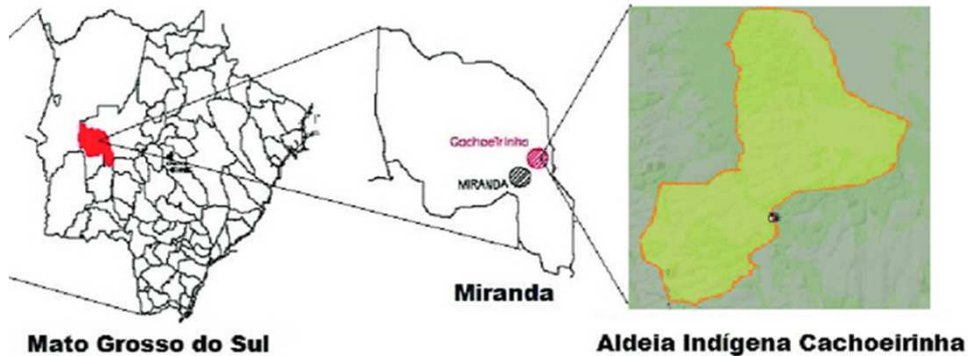 Cachoeirinha
MIRANDA
Miranda
Mato Grosso do Sul
Aldeia Indígena Cachoeirinha